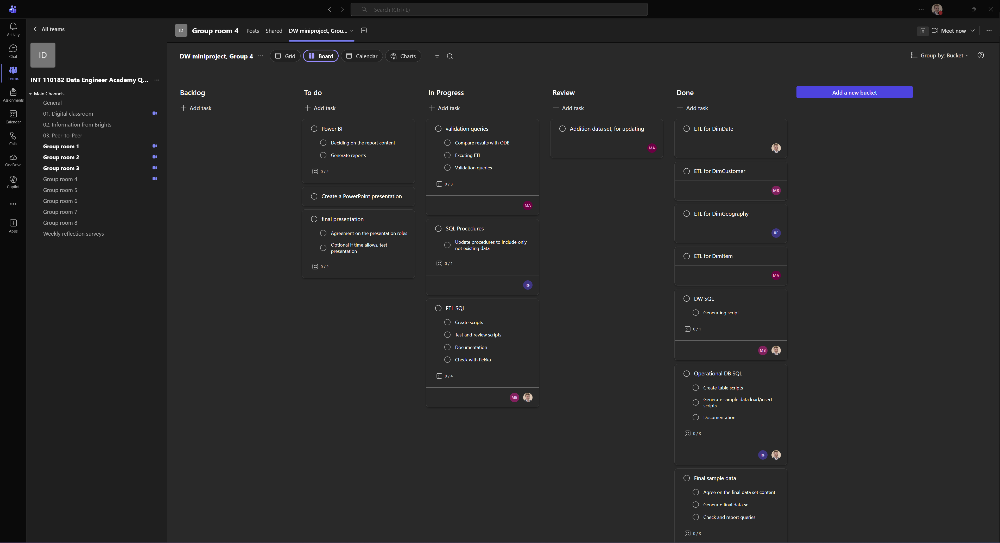 Search (Ctrl+E)
Activity
Chat
Teams
Assignments
Calendar
Calls
OneDrive
Copilot
Apps
All teams
ID
INT 110182 Data Engineer Academy Q...
Main Channels
General
01. Digital classroom
02. Information from Brights
03. Peer-to-Peer
Group room 1
Group room 2
Group room 3
Group room 4
Group room 5
Group room 6
Group room 7
Group room 8
Weekly reflection surveys
ID Group room 4 Posts Shared DW miniproject, Grou... Meet now
DW miniproject, Group 4 Grid Board Calendar Charts Group by: Bucket
Backlog
Add task
To do
Add task
Power BI
Deciding on the report content
Generate reports
0 / 2
Create a PowerPoint presentation
final presentation
Agreement on the presentation roles
Optional if time allows, test
presentation
0 / 2
In Progress
Add task
validation queries
Compare results with ODB
Excuting ETL
Validation queries
0 / 3
MA
SQL Procedures
Update procedures to include only
not existing data
0 / 1
RF
ETL SQL
Create scripts
Test and review scripts
Documentation
Check with Pekka
0 / 4
MB
Review
Add task
Addition data set, for updating
MA
Done
Add task
ETL for DimDate
ETL for DimCustomer
MB
ETL for DimGeography
RF
ETL for DimItem
MA
DW SQL
Generating script
0 / 1
MB
Operational DB SQL
Create table scripts
Generate sample data load/insert
scripts
Documentation
0 / 3
RF
Final sample data
Agree on the final data set content
Generate final data set
Check and report queries
0 / 3
Add a new bucket